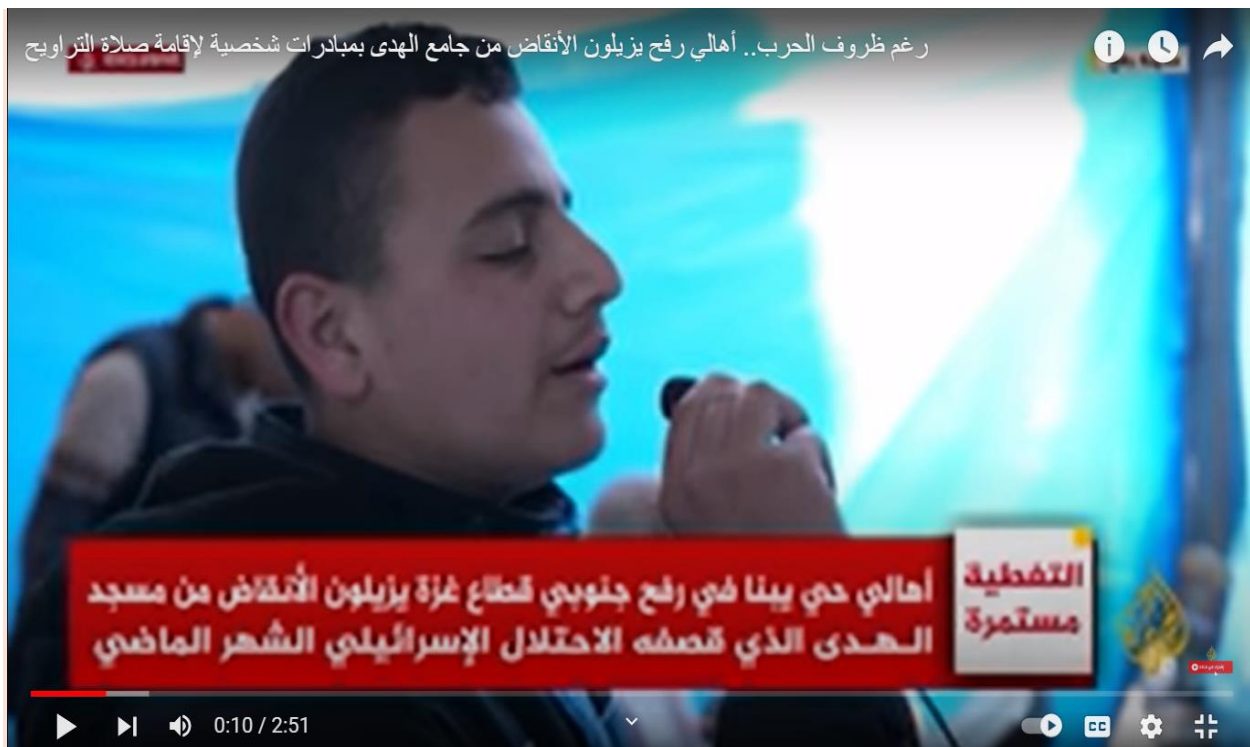 رغم ظروف الحرب.. أهالي رفح يزيلون الأنقاض من جامع الهدى بمبادرات شخصية لإقامة صلاة التراويح
التغطية
مستمرة
أهالي حي يبنا في رفح جنوبي قطاع غزة يزيلون الأنقاض من مسجد
الـهـدى الذي قصفه الاحتلال الإسرائيلي الشهر الماضي
0:10 / 2:51
CC